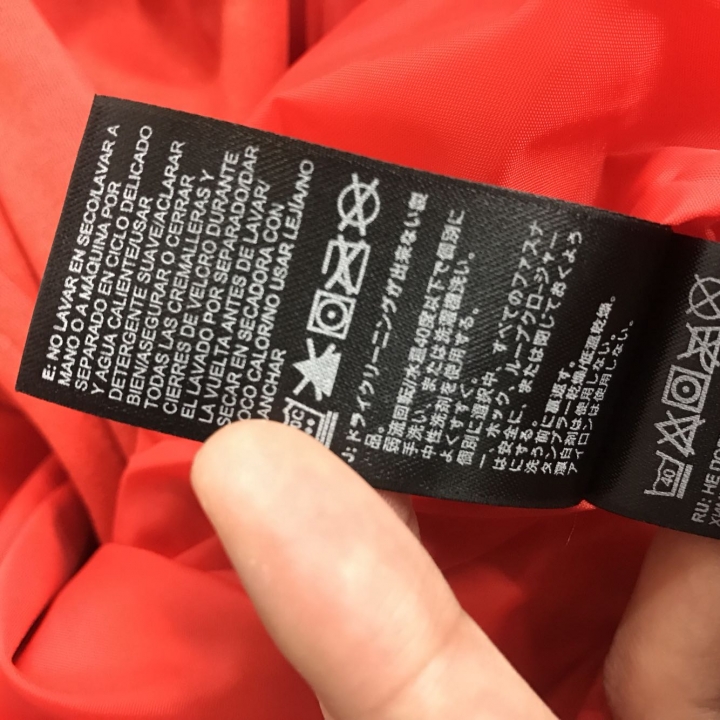 E: NO LAVAR EN SECO/LAVAR A
MANO O A MÁQUINA POR
SEPARADO EN CICLO DELICADO
Y AGUA CALIENTE/USAR
DETERGENTE SUAVE/ACLARAR
BIEN/ASEGURAR O CERRAR
TODAS LAS CREMALLERAS Y
CIERRES DE VELCRO DURANTE
EL LAVADO POR SEPARADO/DAR
LA VUELTA ANTES DE LAVAR/
SECAR EN SECADORA CON
POCO CALOR/NO USAR LEJÍA/NO
ANCHAR
J: ドライクリーニングが出来ない製
品。
弱流回転/水温40度以下で個別に
手洗い、または洗濯機洗い。
中性洗剤を使用する。
よくすすぐ。
個別に選択中、すべてのファスナ
ー、ホック、ループクロージャー
は安全に、または閉じておくよう
にする。
洗う前に裏返す。
タンブラー乾燥/低温乾燥。
漂白剤は使用しない。
アイロンは使用しない。
40
RU: НЕ ПО